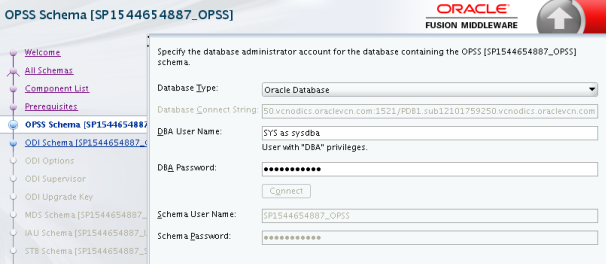 OPSS Schema [SP1544654887_OPSS]
ORACLE
FUSION MIDDLEWARE
Welcome
All Schemas
Component List
Prerequisites
OPSS Schema [SP1544654887
ODI Schema [SP1544654887_
ODI Options
ODI Supervisor
ODI Upgrade Key
MDS Schema [SP1544654887_
IAU Schema [SP1544654887_
STB Schema [SP1544654887_
Specify the database administrator account for the database containing the OPSS [SP1544654887_OPSS]
schema.
Database Type: Oracle Database
Database Connect String: 50.vcnodics.oraclevcn.com:1521/PDB1.sub12101759250.vcnodics.oraclevcn.com
DBA User Name: SYS as sysdba
User with "DBA" privileges.
DBA Password: •••••••••••
Connect
Schema User Name: SP1544654887_OPSS
Schema Password: •••••••••••